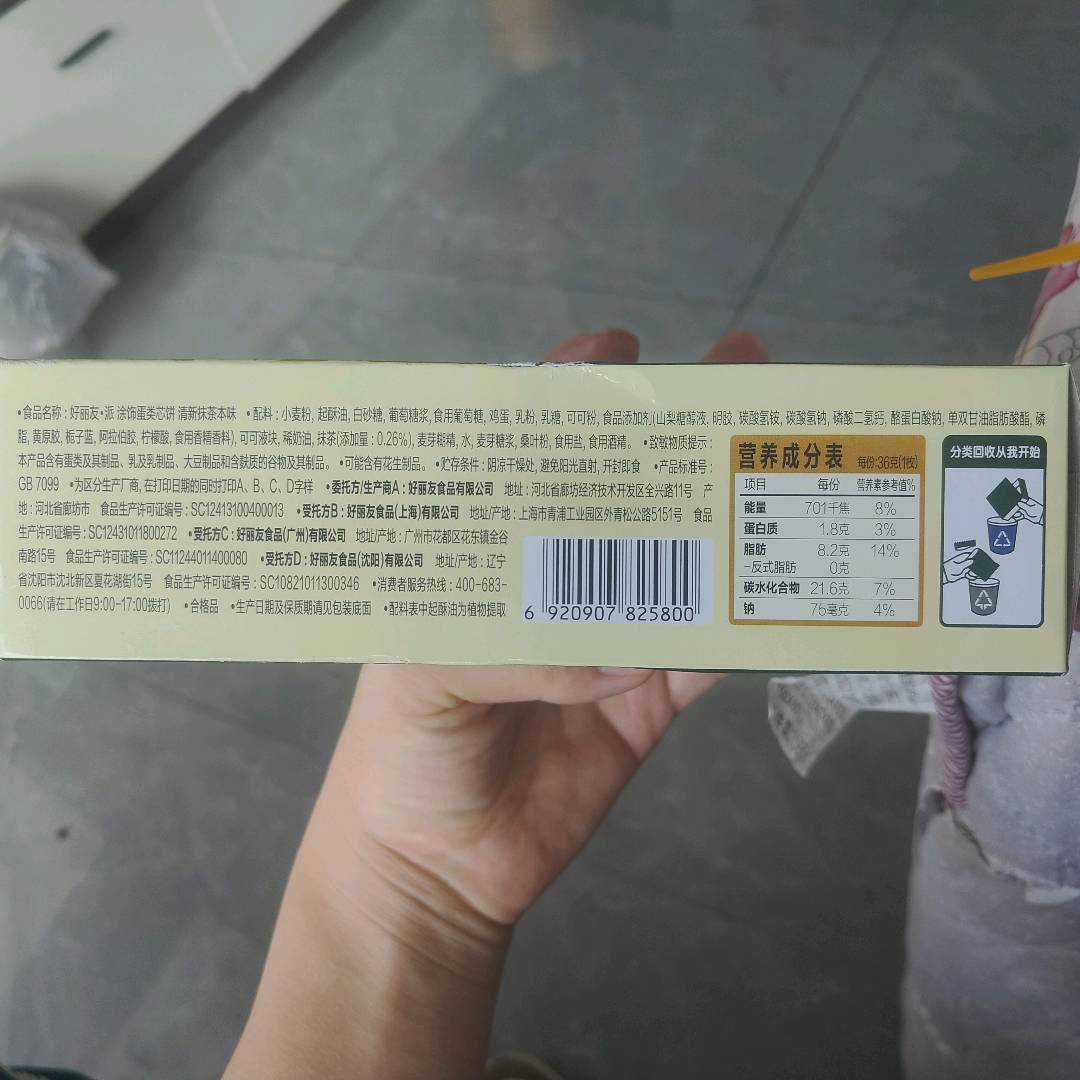 •食品名称：好丽友•派 涂饰蛋类芯饼 清新抹茶本味 •配料：小麦粉, 起酥油, 白砂糖, 葡萄糖浆, 食用葡萄糖, 鸡蛋, 乳粉, 乳糖, 可可粉, 食品添加剂(山梨糖醇液, 明胶, 碳酸氢铵, 碳酸氢钠, 磷酸二氢钙, 酪蛋白酸钠, 单双甘油脂肪酸酯, 磷
脂, 黄原胶, 栀子蓝, 阿拉伯胶, 柠檬酸, 食用香精香料), 可可液块, 稀奶油, 抹茶(添加量：0.26%), 麦芽糊精, 水, 麦芽糖浆, 桑叶粉, 食用盐, 食用酒精。 •致敏物质提示：
本产品含有蛋类及其制品、乳及乳制品、大豆制品和含麸质的谷物及其制品。 •可能含有花生制品。 •贮存条件：阴凉干燥处, 避免阳光直射, 开封即食 •产品标准号：
GB 7099 •为区分生产厂商, 在打印日期的同时打印A、B、C、D字样 •委托方/生产商A：好丽友食品有限公司 地址：河北省廊坊经济技术开发区全兴路11号 产
地：河北省廊坊市 食品生产许可证编号：SC12413100400013 •受托方B：好丽友食品(上海)有限公司 地址/产地：上海市青浦工业园区外青松公路5151号 食品
生产许可证编号：SC12431011800272 •受托方C：好丽友食品(广州)有限公司 地址/产地：广州市花都区花东镇金谷
南路15号 食品生产许可证编号：SC11244011400080 •受托方D：好丽友食品(沈阳)有限公司 地址/产地：辽宁
省沈阳市沈北新区夏花湖街15号 食品生产许可证编号：SC10821011300346 •消费者服务热线：400-683-
0066(请在工作日9:00-17:00拨打) •合格品 •生产日期及保质期请见包装底面 •配料表中起酥油为植物提取
6 920907 825800
营养成分表 每份:36克(1枚)
项目 每份 营养素参考值%
能量 701千焦 8%
蛋白质 1.8克 3%
脂肪 8.2克 14%
-反式脂肪 0克
碳水化合物 21.6克 7%
钠 75毫克 4%
分类回收从我开始